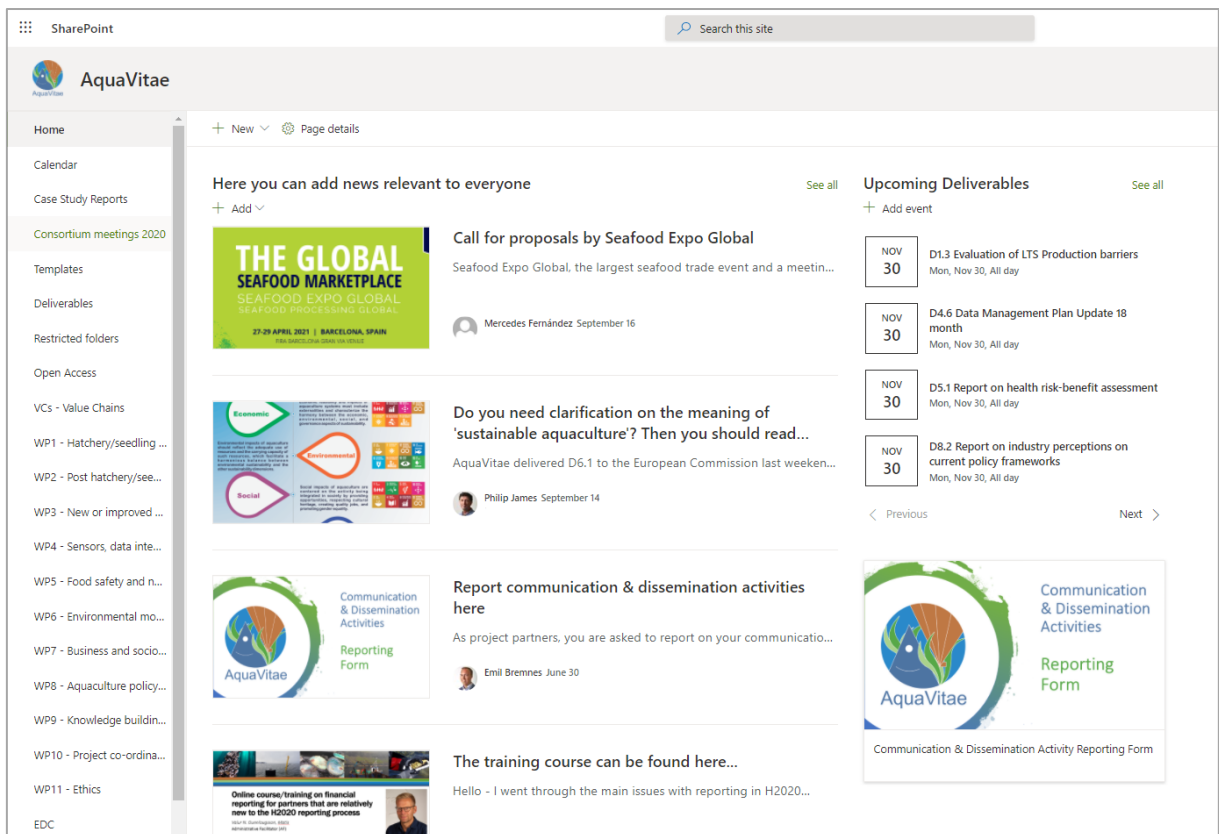 SharePoint
Search this site
AquaVitae
AquaVitae
Home
Calendar
Case Study Reports
Consortium meetings 2020
Templates
Deliverables
Restricted folders
Open Access
VCs - Value Chains
WP1 - Hatchery/seedling ...
WP2 - Post hatchery/see...
WP3 - New or improved ...
WP4 - Sensors, data inte...
WP5 - Food safety and n...
WP6 - Environmental mo...
WP7 - Business and socio...
WP8 - Aquaculture policy...
WP9 - Knowledge buildin...
WP10 - Project co-ordina...
WP11 - Ethics
EDC
New
Page details
Here you can add news relevant to everyone
See all
Add
THE GLOBAL
SEAFOOD MARKETPLACE
SEAFOOD EXPO GLOBAL
SEAFOOD PROCESSING GLOBAL
27-29 APRIL 2021 | BARCELONA, SPAIN
FIRA BARCELONA GRAN VIA VENUE
Call for proposals by Seafood Expo Global
Seafood Expo Global, the largest seafood trade event and a meetin...
Mercedes Fernández September 16
Economic
Environmental
Social
Do you need clarification on the meaning of
'sustainable aquaculture'? Then you should read...
AquaVitae delivered D6.1 to the European Commission last weeken...
Philip James September 14
AquaVitae
Communication
& Dissemination
Activities
Reporting
Form
Report communication & dissemination activities
here
As project partners, you are asked to report on your communicatio...
Emil Bremnes June 30
Online course/training on financial
reporting for partners that are relatively
new to the H2020 reporting process
The training course can be found here...
Hello - I went through the main issues with reporting in H2020...
Upcoming Deliverables
See all
Add event
NOV
30
D1.3 Evaluation of LTS Production barriers
Mon, Nov 30, All day
NOV
30
D4.6 Data Management Plan Update 18
month
Mon, Nov 30, All day
NOV
30
D5.1 Report on health risk-benefit assessment
NOV
30
D8.2 Report on industry perceptions on
current policy frameworks
Mon, Nov 30, All day
Previous
Next
AquaVitae
Communication
& Dissemination
Activities
Reporting
Form
Communication & Dissemination Activity Reporting Form